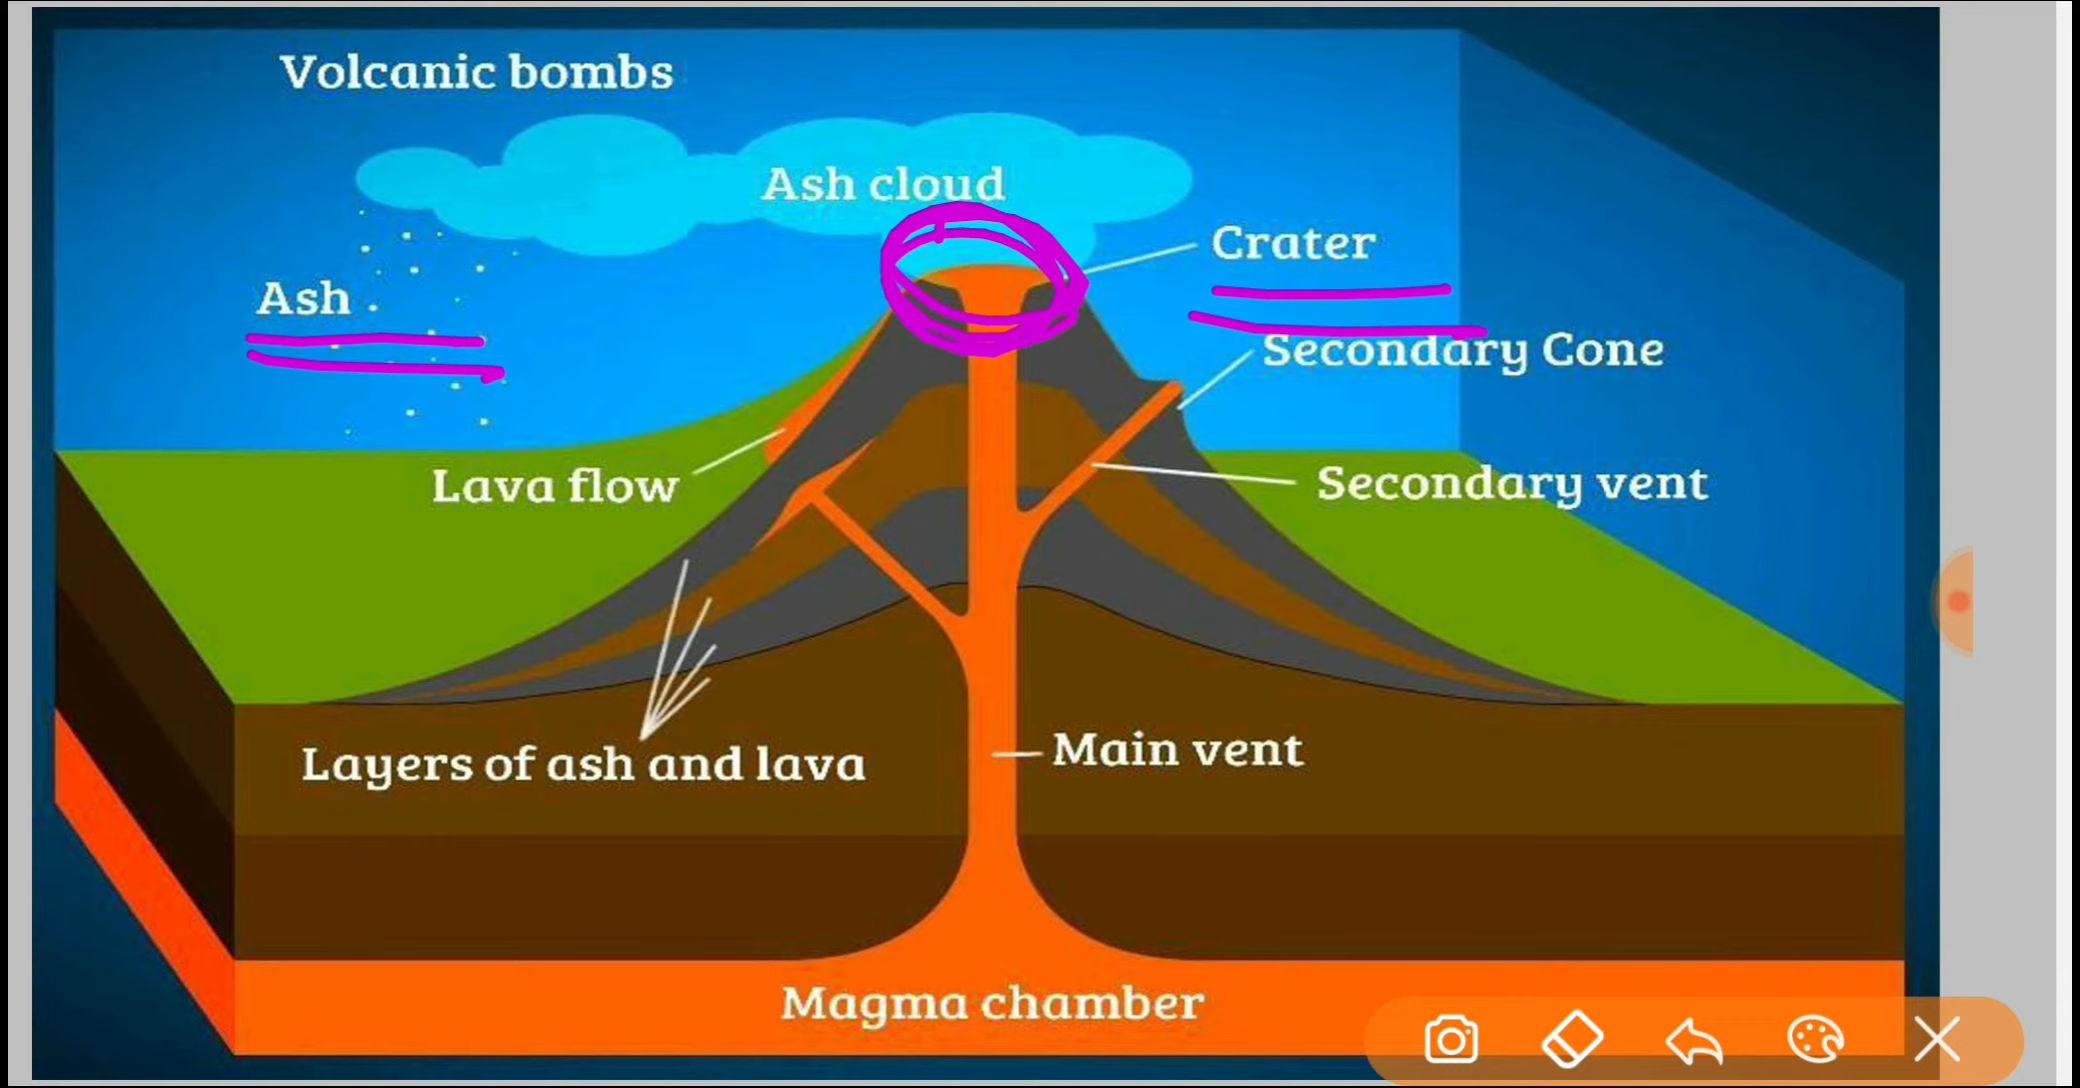 Volcanic bombs
Ash cloud
Crater
Ash
Secondary Cone
Lava flow
Secondary vent
Layers of ash and lava
Main vent
Magma chamber